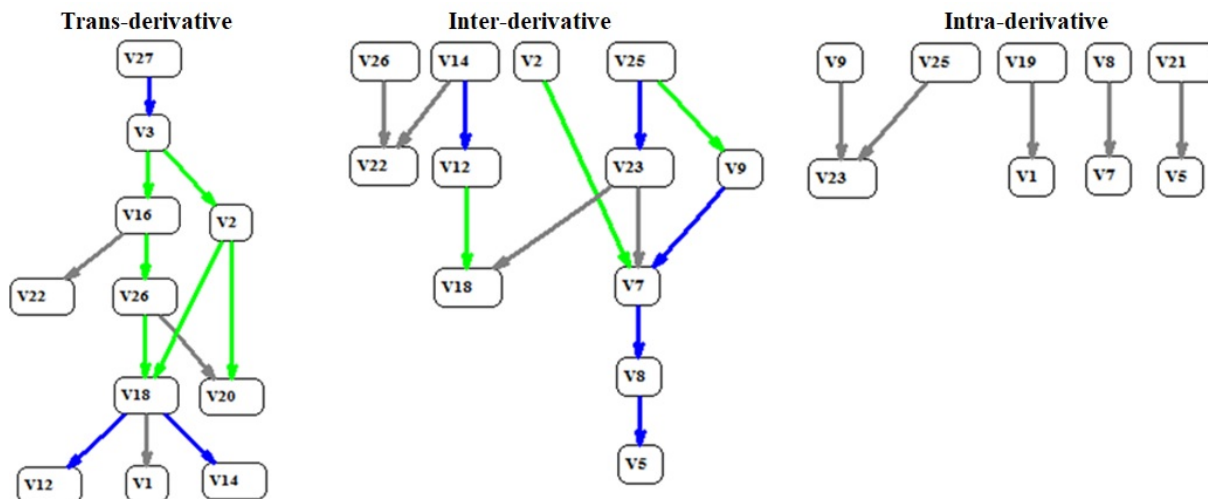 Trans-derivative
V27
V3
V16
V2
V22
V26
V18
V20
V12
V1
V14
Inter-derivative
V26
V14
V2
V25
V22
V12
V23
V9
V18
V7
V8
V5
Intra-derivative
V9
V25
V19
V8
V21
V23
V1
V7
V5